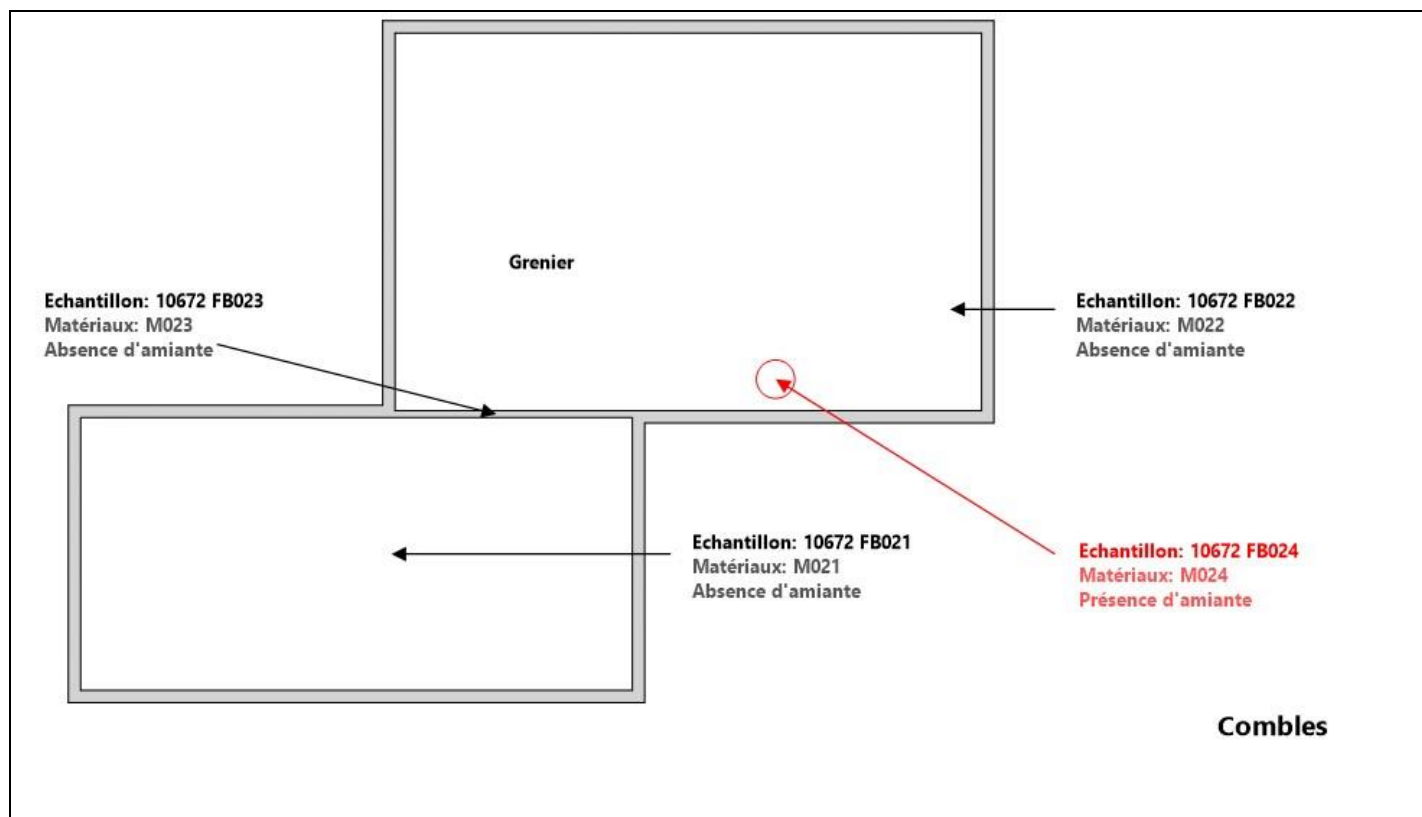 Grenier
Echantillon: 10672 FB023
Matériaux: M023
Absence d'amiante
Echantillon: 10672 FB022
Matériaux: M022
Absence d'amiante
Echantillon: 10672 FB021
Matériaux: M021
Absence d'amiante
Echantillon: 10672 FB024
Matériaux: M024
Présence d'amiante
Combles